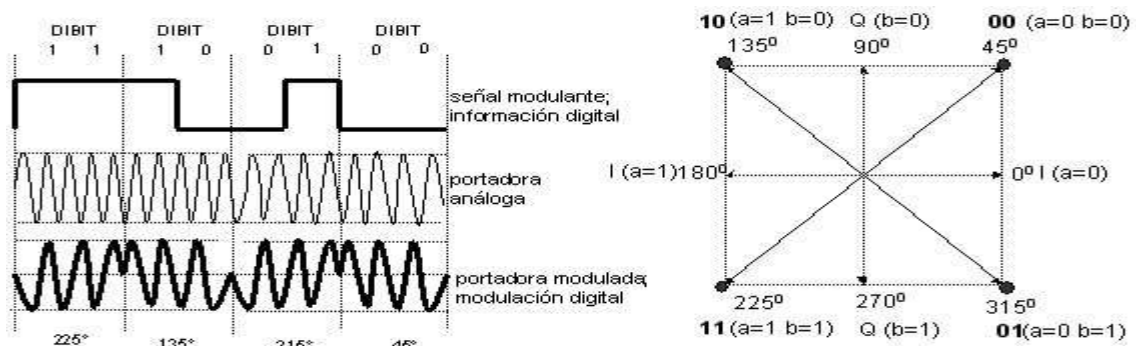 DIBIT DIBIT DIBIT DIBIT
1 1 1 0 0 1 0 0
señal modulante;
información digital
portadora
análoga
portadora modulada;
modulación digital
225° 135° 315° 45°
10 (a=1 b=0) Q (b=0) 00 (a=0 b=0)
135º 90º 45º
I (a=1) 180º 0º I (a=0)
225º 270º 315º
11 (a=1 b=1) Q (b=1) 01 (a=0 b=1)